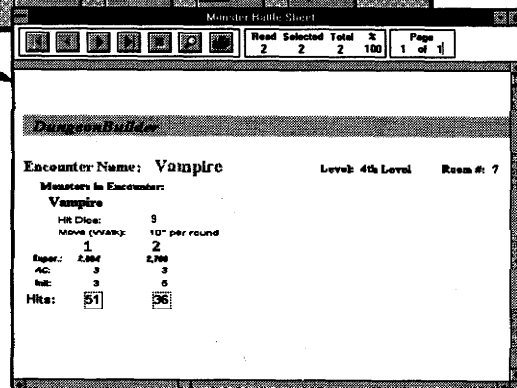 Monster Battle Sheet
Read Selected Total % Page
2 2 2 100 1 of 1
DungeonBuilder
Encounter Name: Vampire Level: 4th Level Room #: 7
Monsters in Encounter:
Vampire
Hit Dice: 9
Move (Walk): 10" per round
1 2
Exper.:
AC: 3 3
Init: 3 6
Hits: 51 36